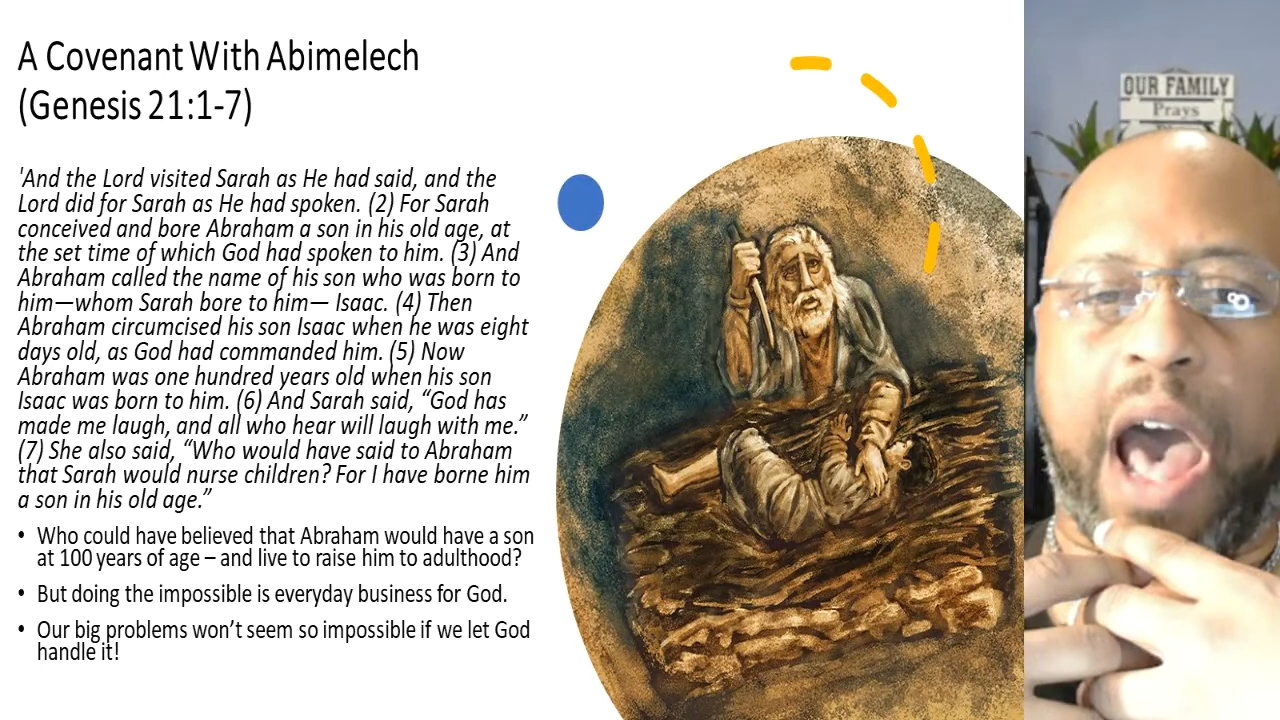 A Covenant With Abimelech
(Genesis 21:1-7)
'And the Lord visited Sarah as He had said, and the
Lord did for Sarah as He had spoken. (2) For Sarah
conceived and bore Abraham a son in his old age, at
the set time of which God had spoken to him. (3) And
Abraham called the name of his son who was born to
him—whom Sarah bore to him— Isaac. (4) Then
Abraham circumcised his son Isaac when he was eight
days old, as God had commanded him. (5) Now
Abraham was one hundred years old when his son
Isaac was born to him. (6) And Sarah said, “God has
made me laugh, and all who hear will laugh with me.”
(7) She also said, “Who would have said to Abraham
that Sarah would nurse children? For I have borne him
a son in his old age.”
• Who could have believed that Abraham would have a son
at 100 years of age – and live to raise him to adulthood?
• But doing the impossible is everyday business for God.
• Our big problems won’t seem so impossible if we let God
handle it!
OUR FAMILY
Prays